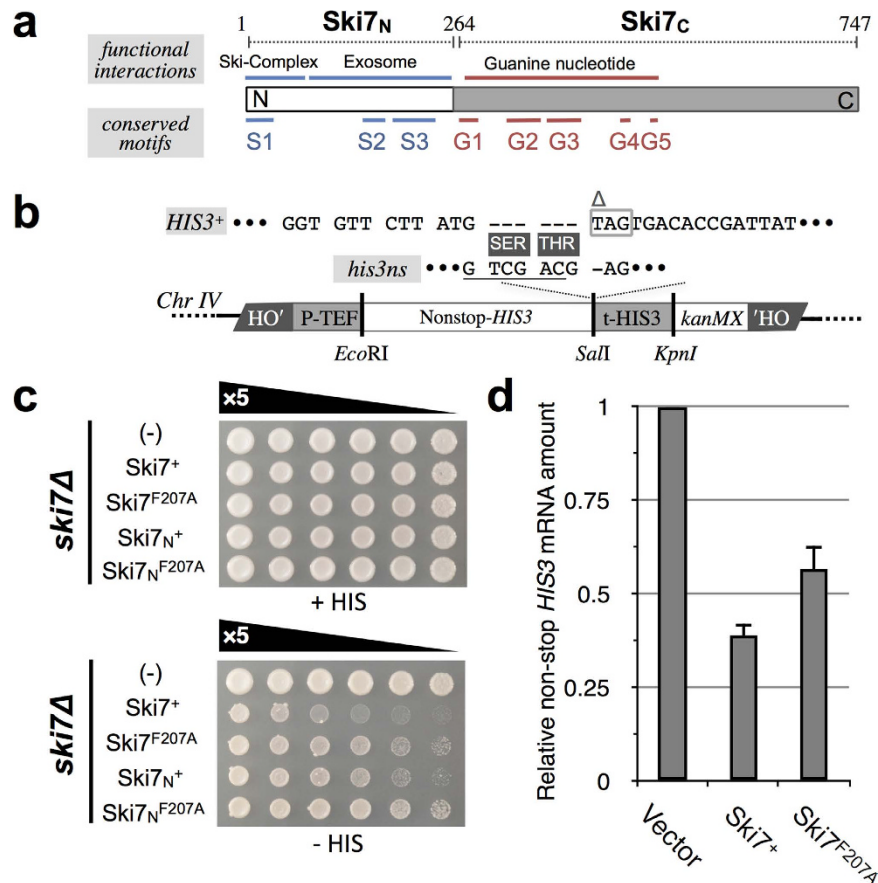 a
1 Ski7N 264 Ski7C 747
functional interactions
Ski-Complex Exosome Guanine nucleotide
N C
conserved motifs
S1 S2 S3 G1 G2 G3 G4 G5
b
Δ
HIS3+ ••• GGT GTT CTT ATG --- --- TAGTGACACCGATTAT•••
SER THR
his3ns •••G TCG ACG -AG•••
Chr IV
HO' P-TEF Nonstop-HIS3 t-HIS3 kanMX 'HO
EcoRI SalI KpnI
c
×5
ski7Δ
(-)
Ski7+
Ski7F207A
Ski7N+
Ski7NF207A
+ HIS
×5
ski7Δ
(-)
Ski7+
Ski7F207A
Ski7N+
Ski7NF207A
- HIS
d
Relative non-stop HIS3 mRNA amount
1
0.75
0.5
0.25
0
Vector
Ski7+
Ski7F207A